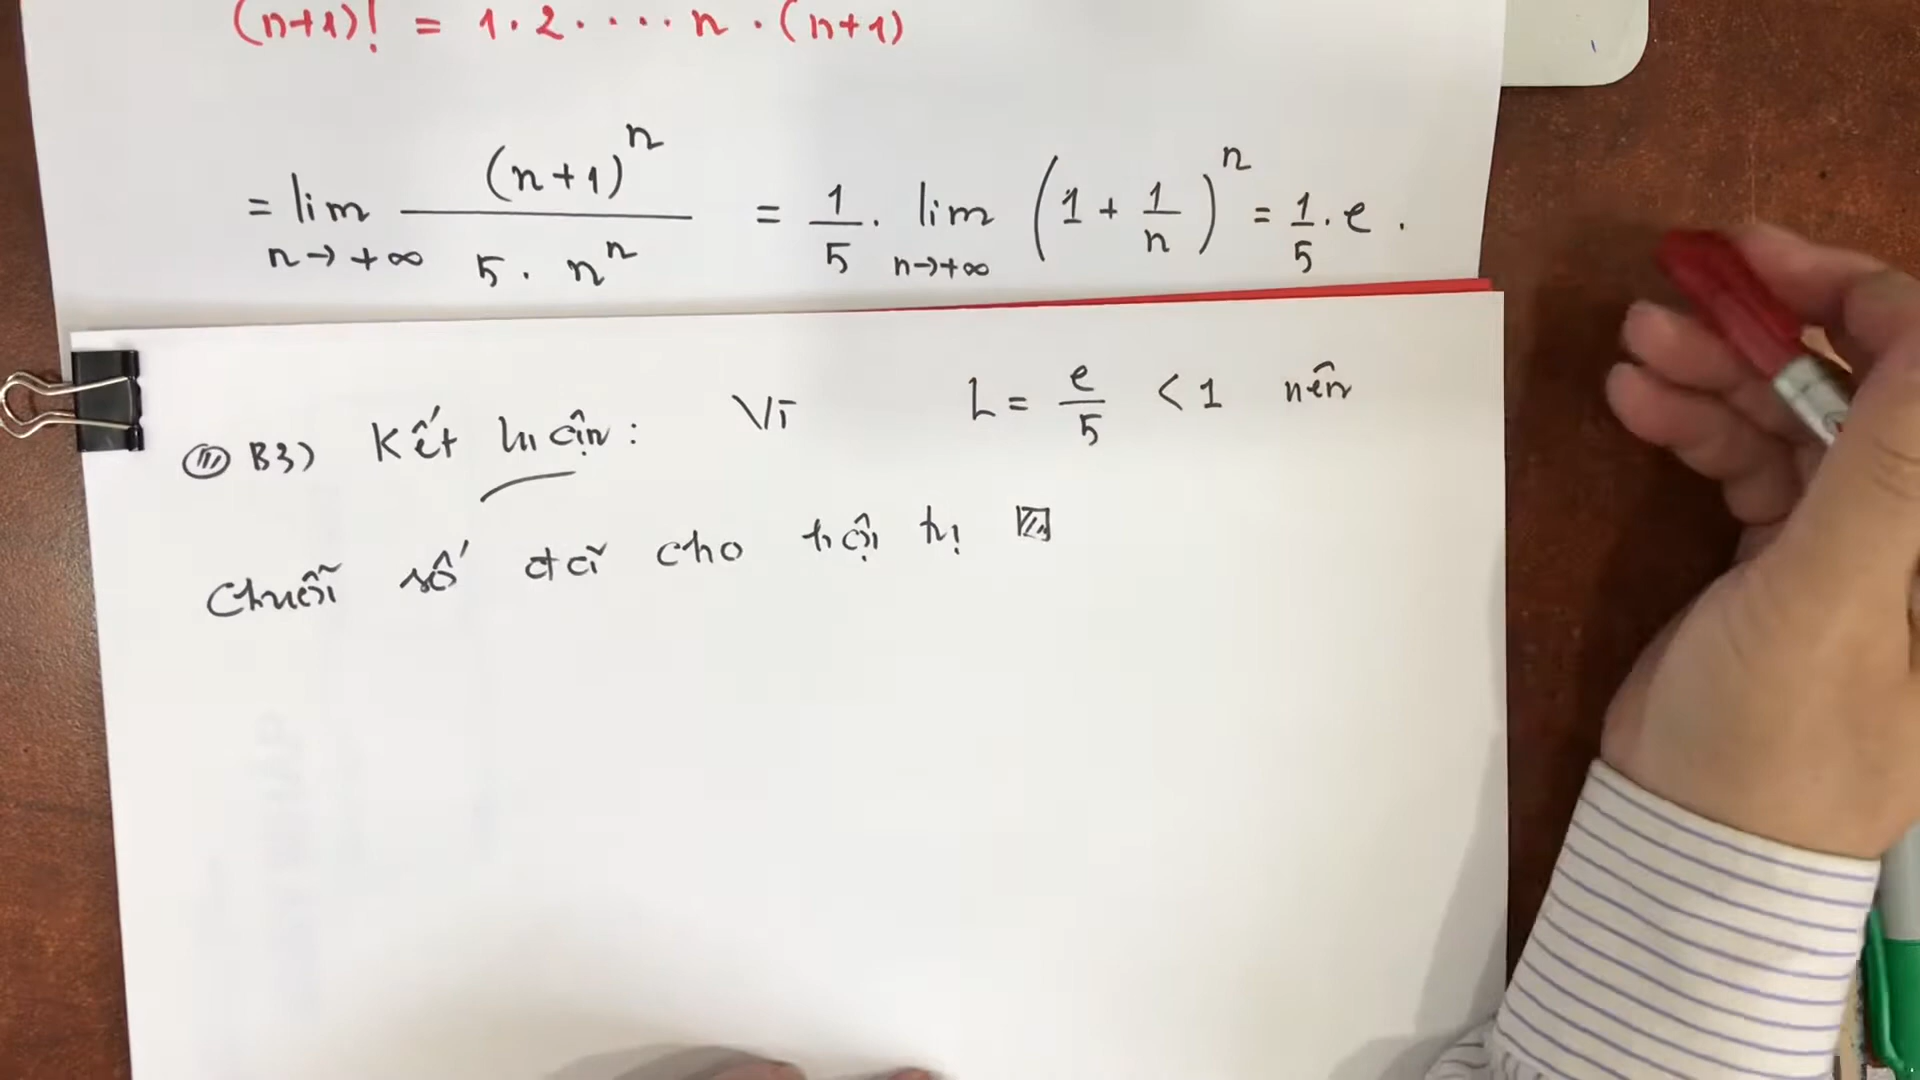 (n+1)! = 1.2.....n.(n+1)
= lim n→+∞ (n+1)^n / 5.n^n = 1/5 . lim n→+∞ (1 + 1/n)^n = 1/5 . e .
III B3) Kết luận: Vì L = e/5 < 1 nên
Chuỗi số đã cho hội tụ